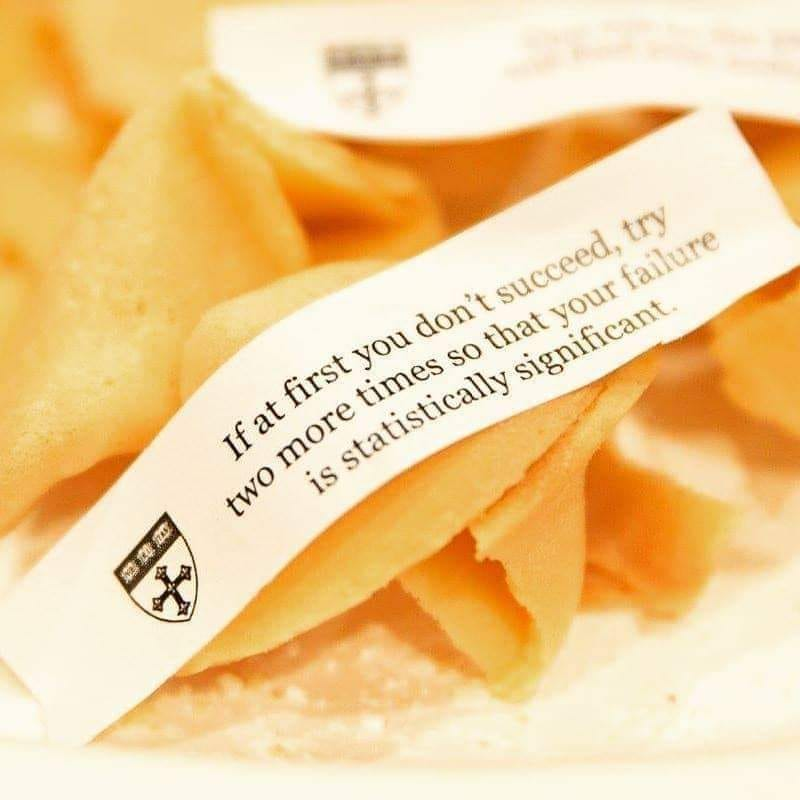 If at first you don't succeed, try
two more times so that your failure
is statistically significant.